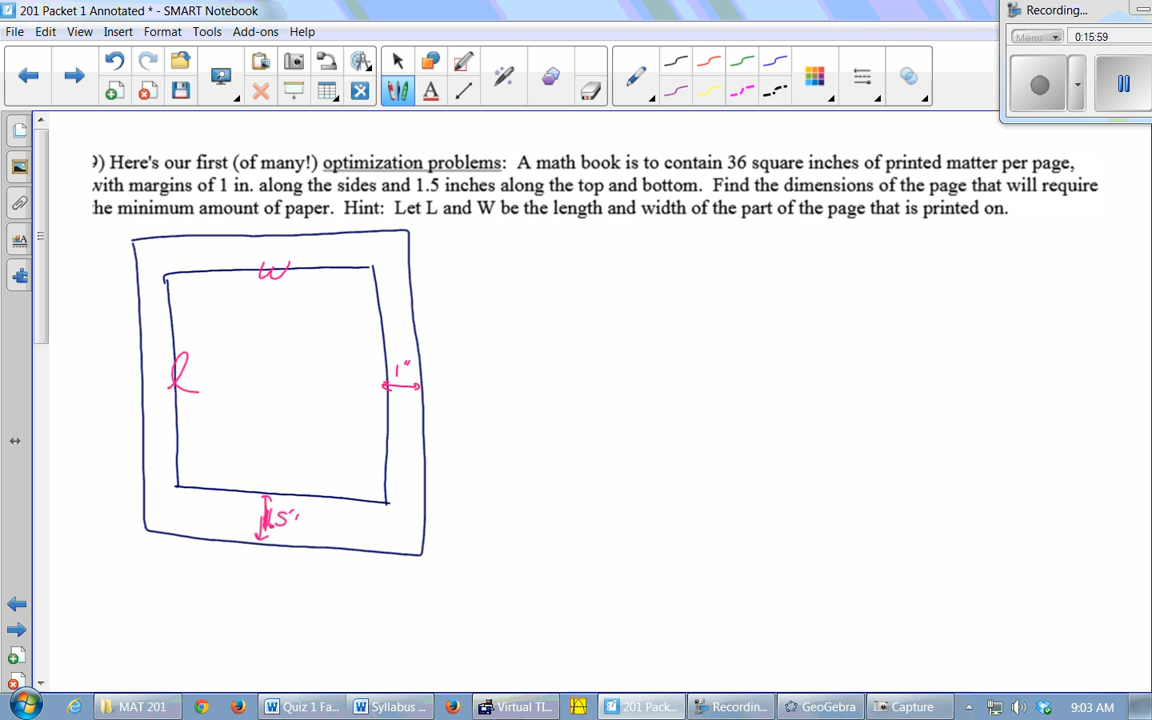 201 Packet 1 Annotated * - SMART Notebook
Recording...
File Edit View Insert Format Tools Add-ons Help
Menu 0:15:59
9) Here's our first (of many!) optimization problems: A math book is to contain 36 square inches of printed matter per page,
with margins of 1 in. along the sides and 1.5 inches along the top and bottom. Find the dimensions of the page that will require
the minimum amount of paper. Hint: Let L and W be the length and width of the part of the page that is printed on.
w
l
1"
1.5"
MAT 201 Quiz 1 Fa... Syllabus ... Virtual TI... 201 Pack... Recordin... GeoGebra Capture 9:03 AM